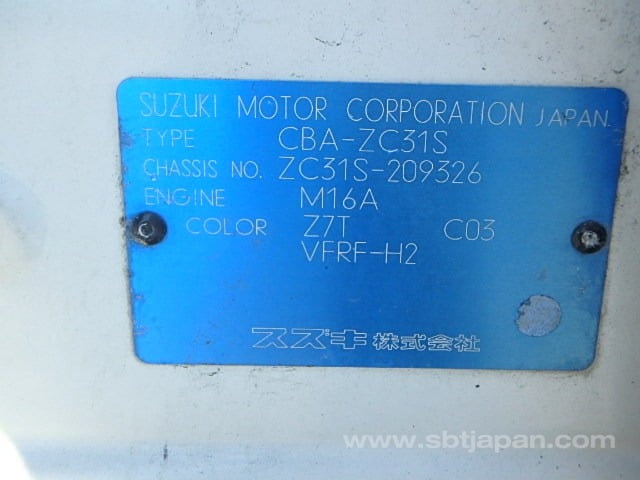 SUZUKI MOTOR CORPORATION JAPAN
TYPE CBA-ZC31S
CHASSIS NO. ZC31S-209326
ENGINE M16A
COLOR Z7T C03
VFRF-H2
スズキ株式会社
www.sbtjapan.com